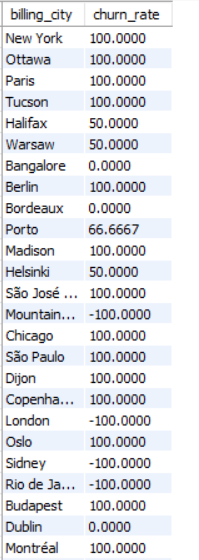 billing_city churn_rate
New York 100.0000
Ottawa 100.0000
Paris 100.0000
Tucson 100.0000
Halifax 50.0000
Warsaw 50.0000
Bangalore 0.0000
Berlin 100.0000
Bordeaux 0.0000
Porto 66.6667
Madison 100.0000
Helsinki 50.0000
São José ... 100.0000
Mountain... -100.0000
Chicago 100.0000
São Paulo 100.0000
Dijon 100.0000
Copenha... 100.0000
London -100.0000
Oslo 100.0000
Sidney -100.0000
Rio de Ja... -100.0000
Budapest 100.0000
Dublin 0.0000
Montréal 100.0000